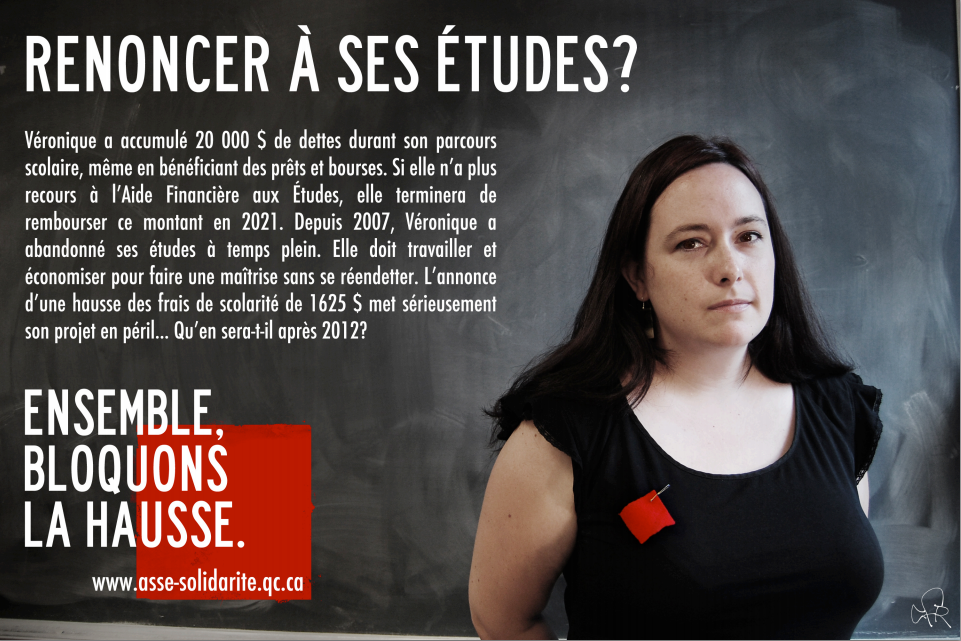 RENONCER À SES ÉTUDES?
Véronique a accumulé 20 000 $ de dettes durant son parcours
scolaire, même en bénéficiant des prêts et bourses. Si elle n'a plus
recours à l'Aide Financière aux Études, elle terminera de
rembourser ce montant en 2021. Depuis 2007, Véronique a
abandonné ses études à temps plein. Elle doit travailler et
économiser pour faire une maîtrise sans se réendetter. L'annonce
d'une hausse des frais de scolarité de 1625 $ met sérieusement
son projet en péril... Qu'en sera-t-il après 2012?
ENSEMBLE,
BLOQUONS
LA HAUSSE.
www.asse-solidarite.qc.ca